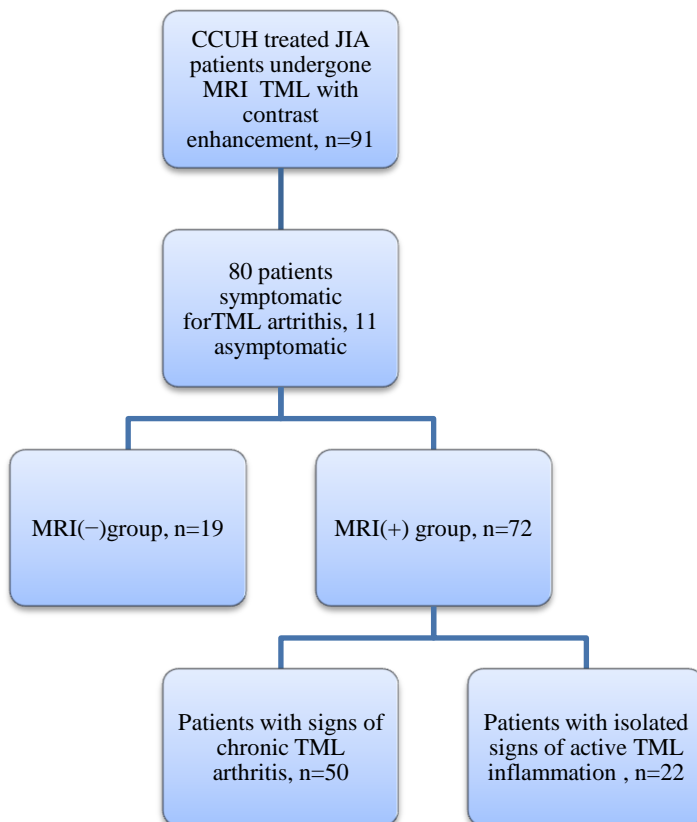 CCUH treated JIA
patients undergone
MRI TML with
contrast
enhancement, n=91
80 patients
symptomatic
forTML artrithis, 11
asymptomatic
MRI(−)group, n=19
MRI(+) group, n=72
Patients with signs of
chronic TML
arthritis, n=50
Patients with isolated
signs of active TML
inflammation , n=22